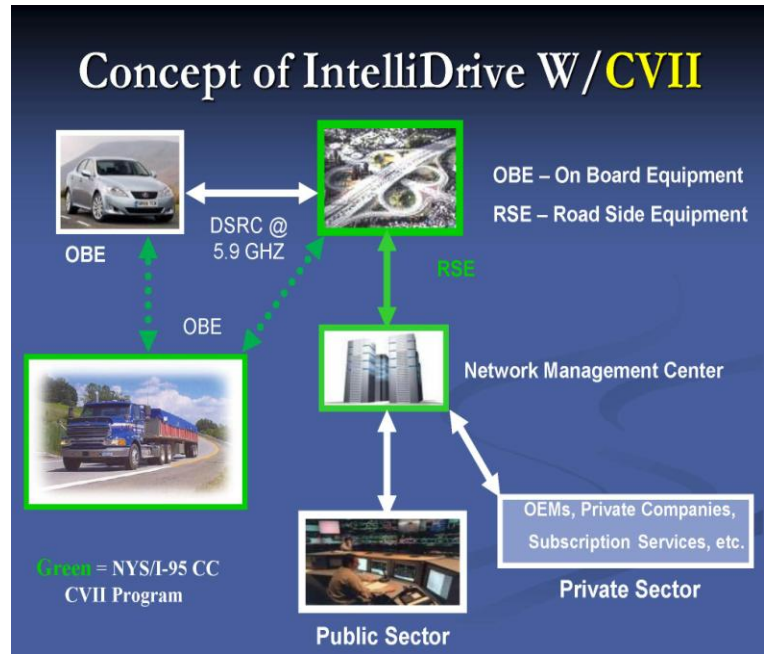 Concept of IntelliDrive W/CVII
OBE – On Board Equipment
RSE – Road Side Equipment
DSRC @
5.9 GHZ
OBE
RSE
OBE
Network Management Center
OEMs, Private Companies,
Subscription Services, etc.
Private Sector
Green = NYS/I-95 CC
CVII Program
Public Sector